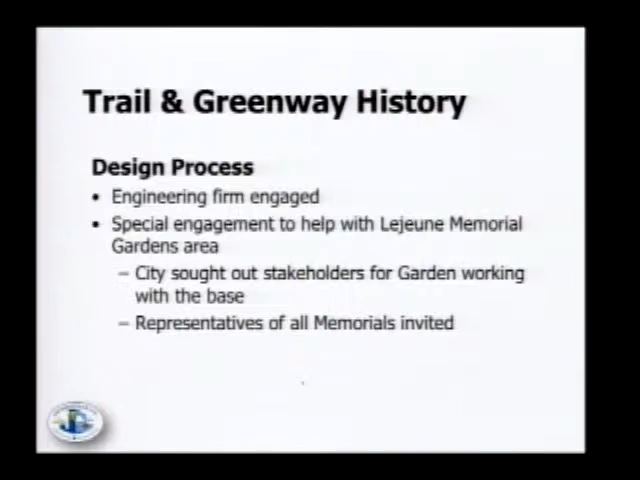 Trail & Greenway History
Design Process
• Engineering firm engaged
• Special engagement to help with Lejeune Memorial
Gardens area
– City sought out stakeholders for Garden working
with the base
– Representatives of all Memorials invited